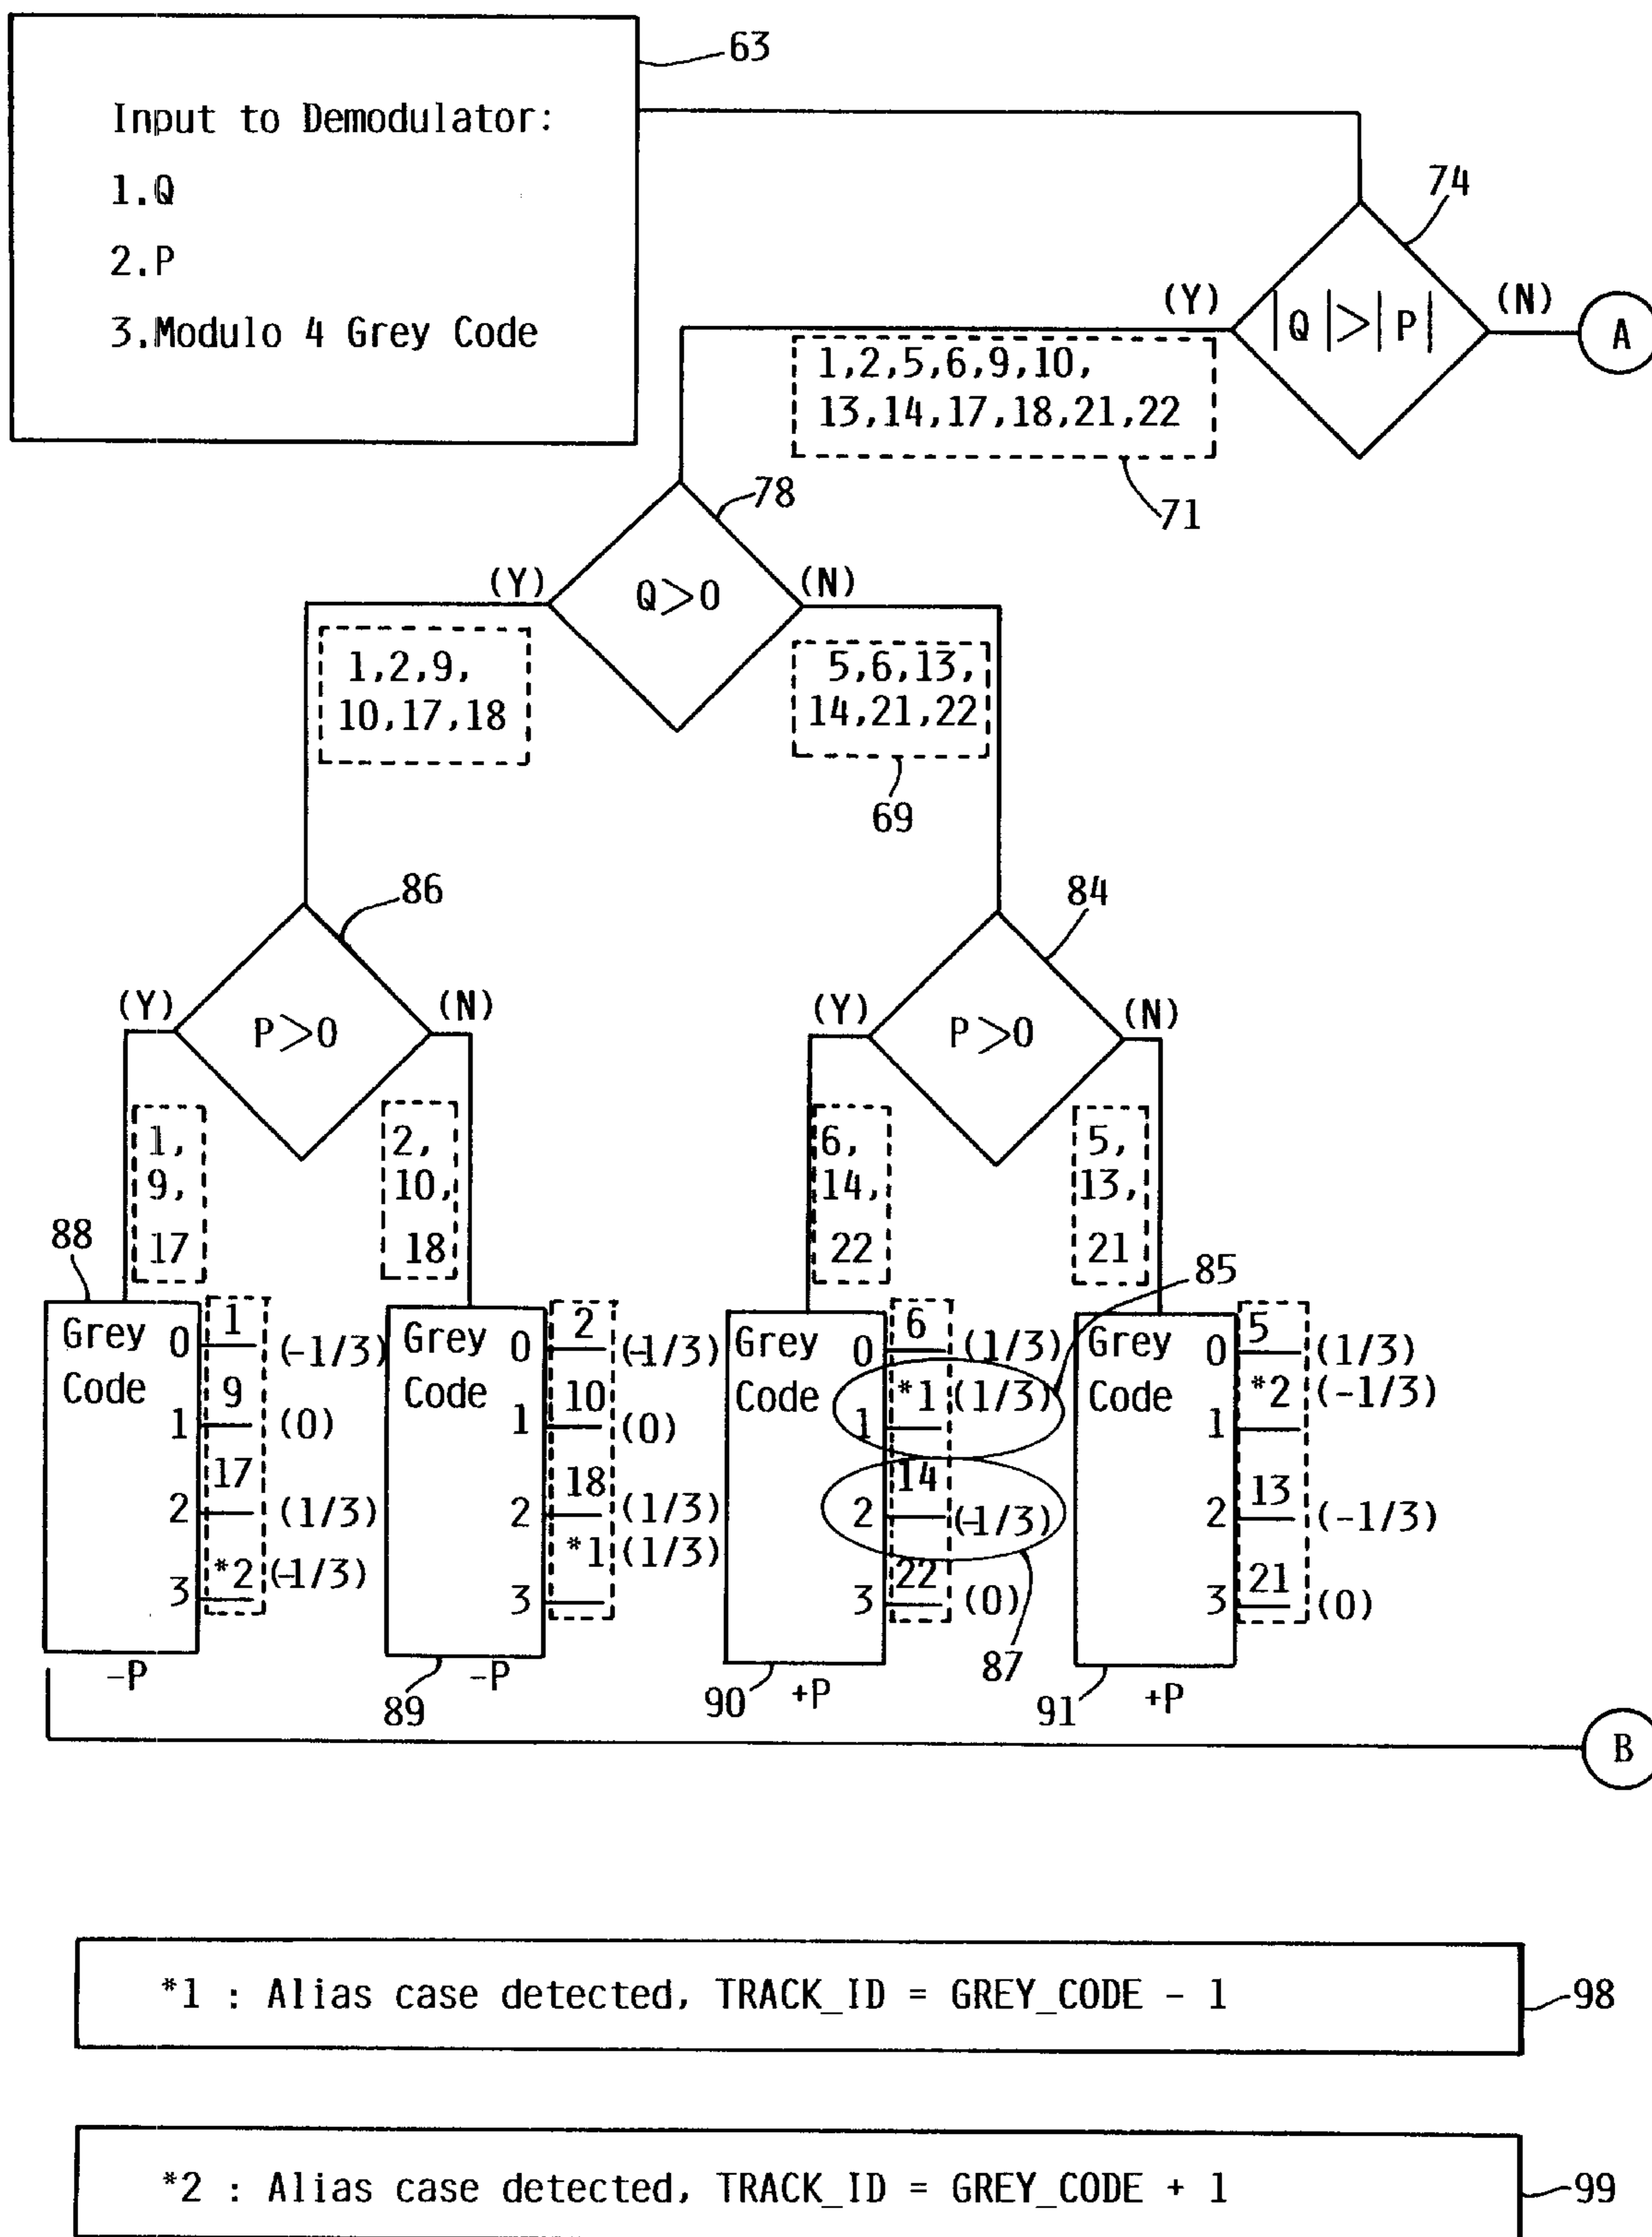 63
Input to Demodulator:
1.Q
2.P
3.Modulo 4 Grey Code
74
(Y)
|Q|>|P|
(N)
A
1,2,5,6,9,10,
13,14,17,18,21,22
71
78
(Y)
Q>0
(N)
1,2,9,
10,17,18
5,6,13,
14,21,22
69
86
(Y)
P>0
(N)
84
(Y)
P>0
(N)
1,
9,
17
2,
10,
18
6,
14,
22
5,
13,
21
85
88
Grey
Code
0 1 (-1/3)
1 9 (0)
2 17 (1/3)
3 *2 (-1/3)
-P
Grey
Code
0 2 (-1/3)
1 10 (0)
2 18 (1/3)
3 *1 (1/3)
89
-P
Grey
Code
0 6 (1/3)
1 *1 (1/3)
2 14 (-1/3)
3 22 (0)
87
90
+P
Grey
Code
0 5 (1/3)
1 *2 (-1/3)
2 13 (-1/3)
3 21 (0)
91
+P
B
*1 : Alias case detected, TRACK_ID = GREY_CODE - 1
98
*2 : Alias case detected, TRACK_ID = GREY_CODE + 1
99